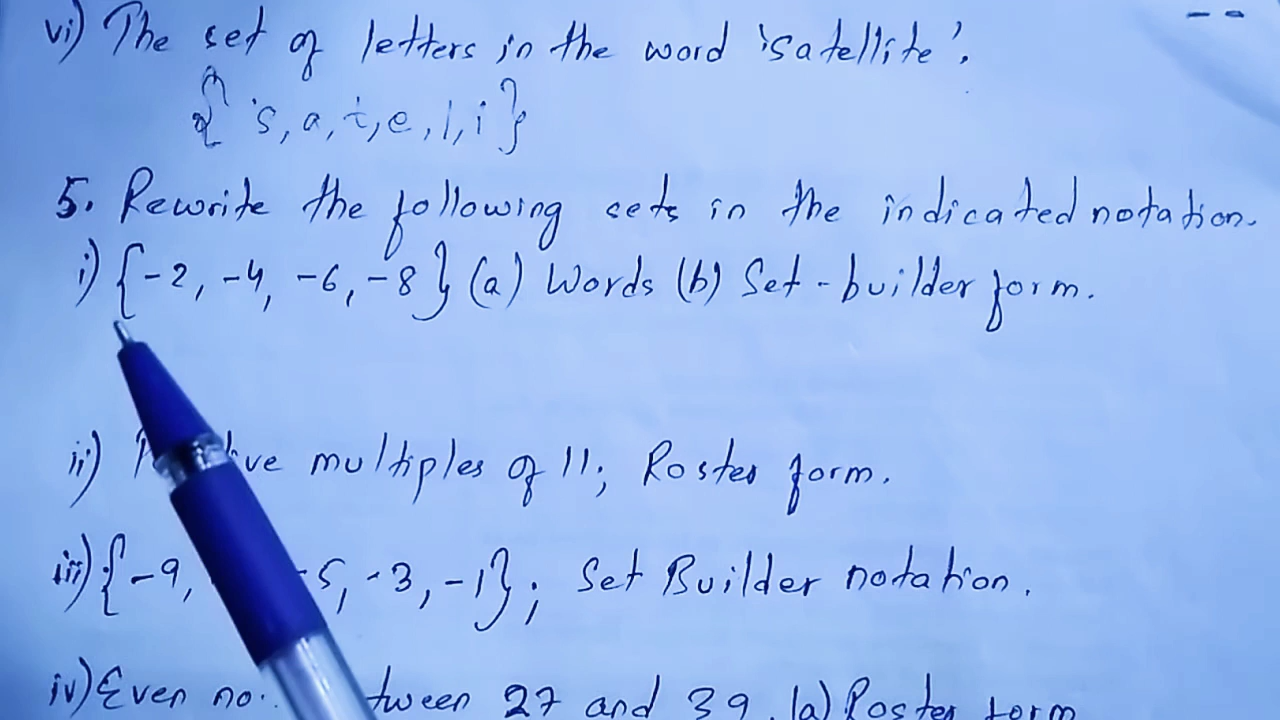 vi) The set of letters in the word 'satellite'.
{s, a, t, e, l, i}
5. Rewrite the following sets in the indicated notation.
i) {-2, -4, -6, -8} (a) Words (b) Set-builder form.
ii) multiples of 11; Roster form.
iii) {-9, -5, -3, -1}; Set Builder notation.
iv) Even no. 27 and 39. (a) Roster form